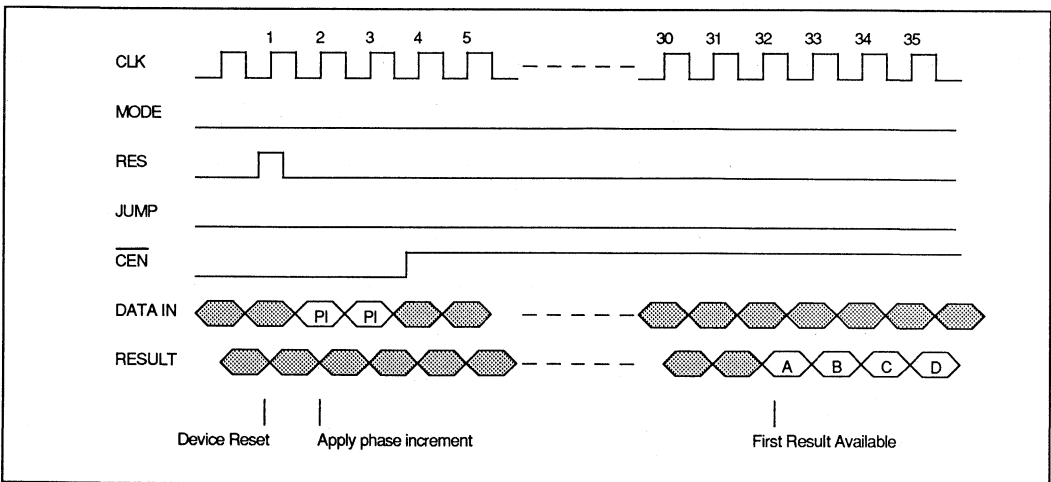 CLK 1 2 3 4 5 30 31 32 33 34 35
MODE
RES
JUMP
CEN
DATA IN PI PI
RESULT A B C D
Device Reset Apply phase increment First Result Available